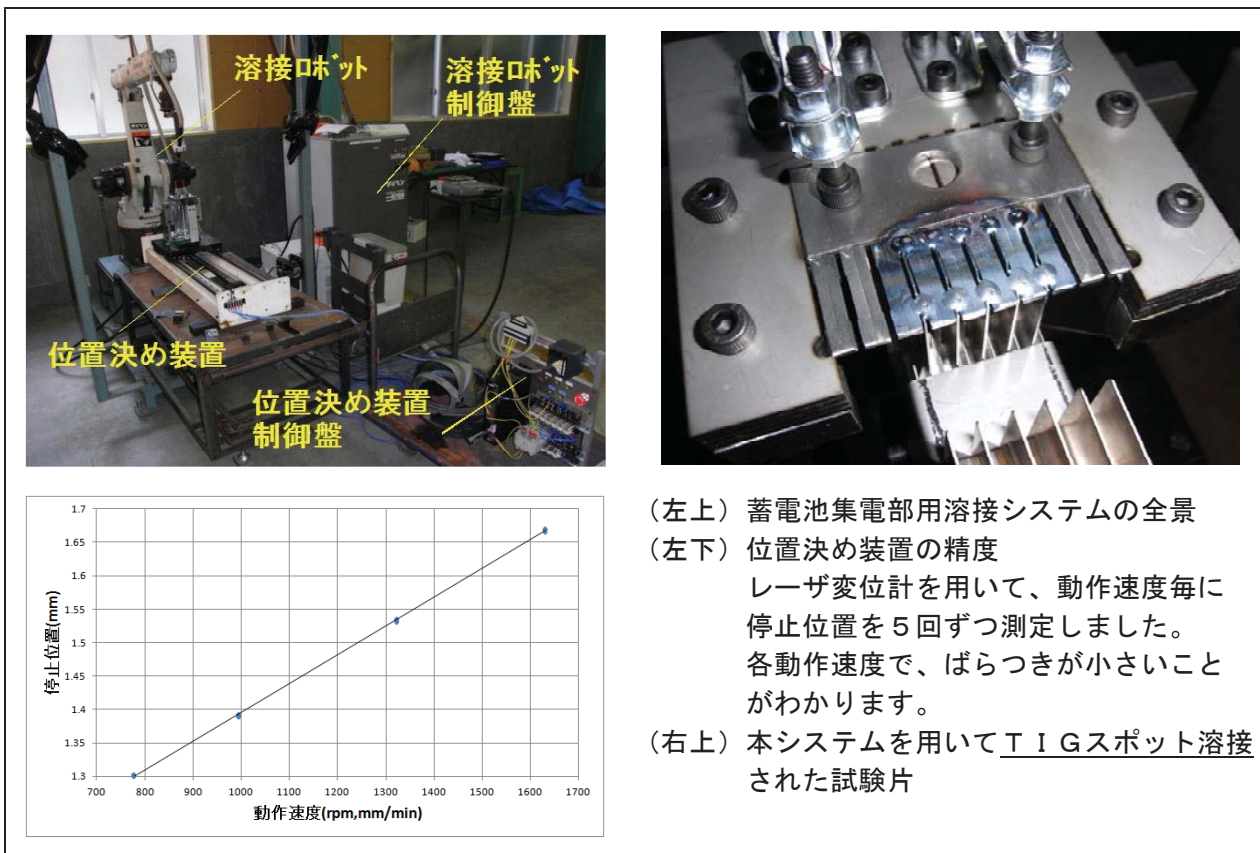 溶接ロボット
溶接ロボット
制御盤
位置決め装置
位置決め装置
制御盤
1.7
1.65
1.6
1.55
1.5
1.45
1.4
1.35
1.3
停止位置(mm)
700 800 900 1000 1100 1200 1300 1400 1500 1600 1700
動作速度(rpm,mm/min)
(左上)蓄電池集電部用溶接システムの全景
(左下)位置決め装置の精度
レーザ変位計を用いて、動作速度毎に
停止位置を5回ずつ測定しました。
各動作速度で、ばらつきが小さいこと
がわかります。
(右上)本システムを用いてTIGスポット溶接
された試験片